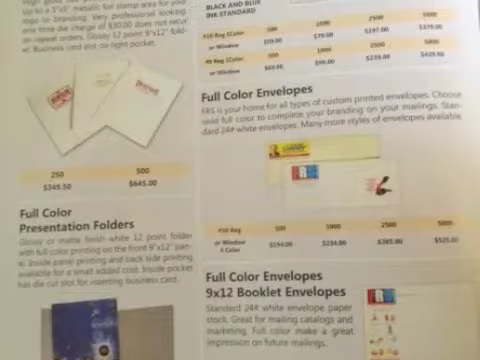 Up to a 5"x9" metallic foil stamp area for your
logo or branding. Very professional looking.
one time die charge of $30.00 does not occur
on repeat orders. Glossy 12 point 9"x12" fold-
er. Business card slot on right pocket.
250 500
$349.50 $645.00
Full Color
Presentation Folders
Glossy or matte finish white 12 point folder
with full color printing on the front 9"x12" pan-
el. Inside panel printing and back side printing
available for a small added cost. Inside pocket
has die cut slot for inserting business card.
BLACK AND BLUE
INK STANDARD
500 1000 2500 5000
#10 Reg 1Color
or Window $59.00 $79.00 $197.00 $379.00
500 1000 2500 5000
1Color
or Window $69.00 $99.00 $239.00
Full Color Envelopes
FRS is your home for all types of custom printed envelopes. Choose
vivid full color to complete your branding on your mailings. Stan-
dard 24# white envelopes. Many more styles of envelopes available.
#10 Reg 500 1000 2500 5000
or Window
4 Color $194.00 $234.00 $385.00 $525.00
Full Color Envelopes
9x12 Booklet Envelopes
Standard 24# white envelope paper
stock. Great for mailing catalogs and
marketing. Full color make a great
impression on future mailings.